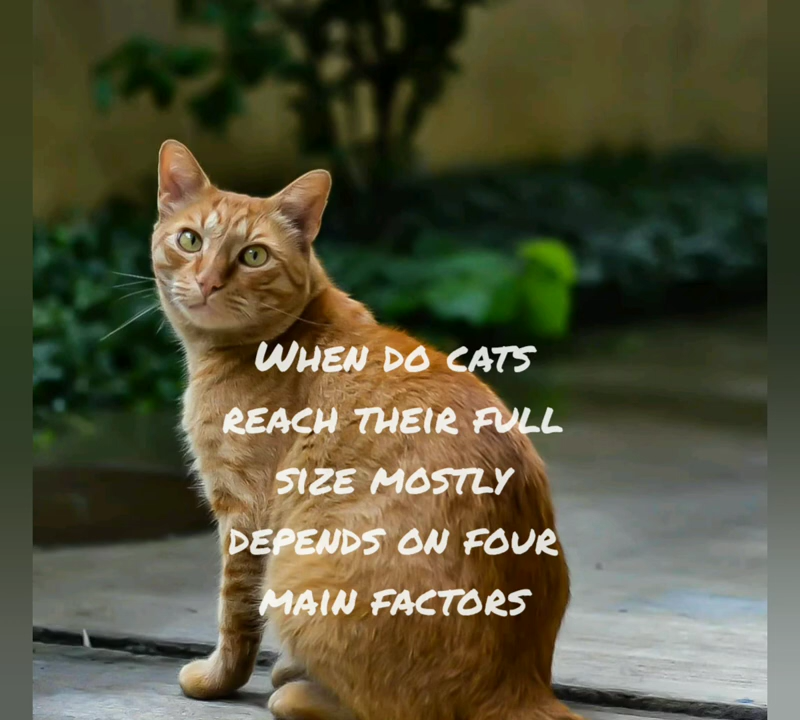 When do cats
reach their full
size mostly
depends on four
main factors